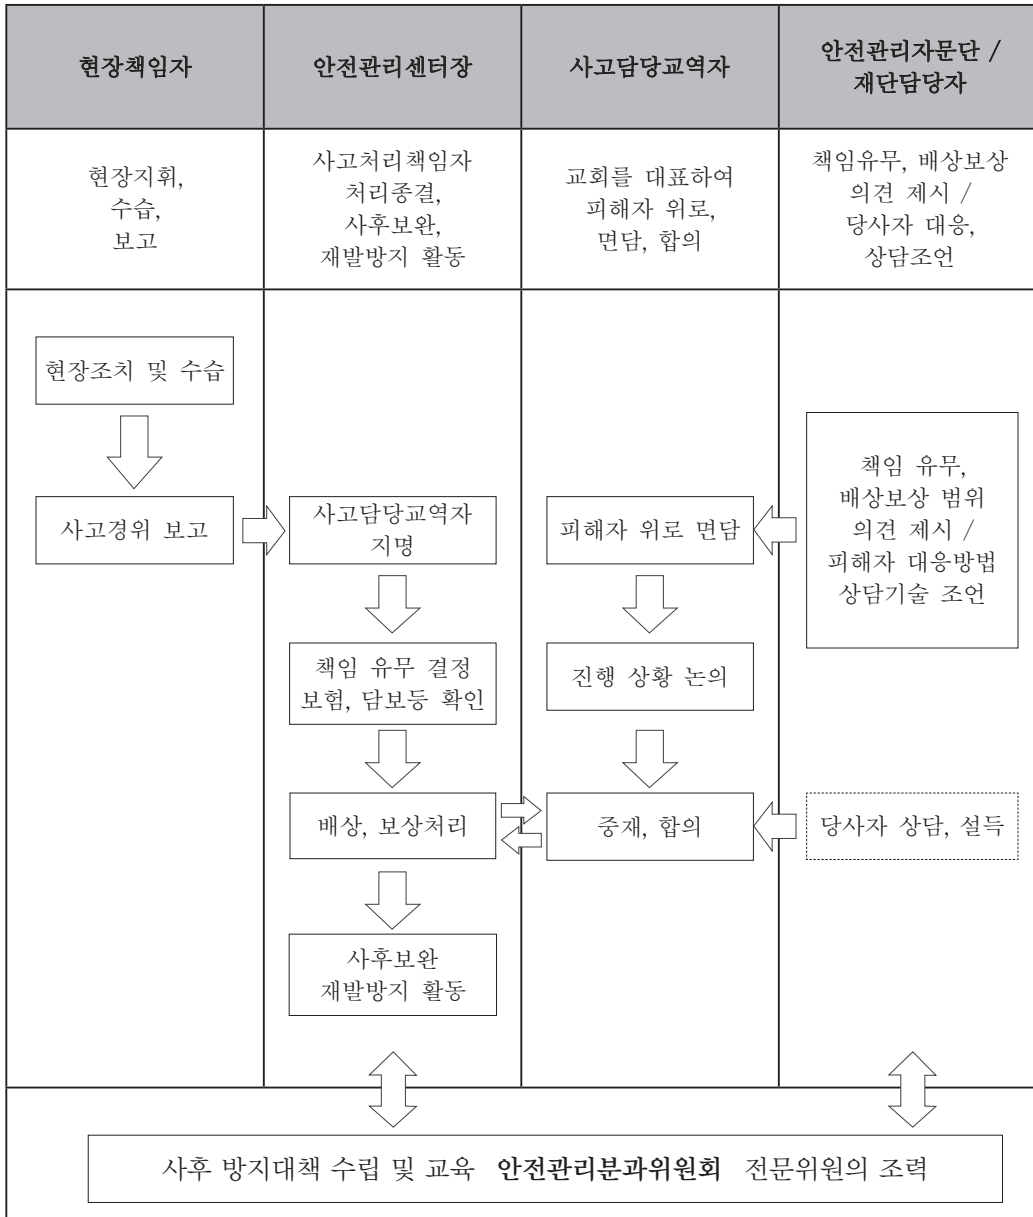 현장책임자
안전관리센터장
사고담당교역자
안전관리자문단 /
재단담당자
현장지휘,
수습,
보고
사고처리책임자
처리종결,
사후보완,
재발방지 활동
교회를 대표하여
피해자 위로,
면담, 합의
책임유무, 배상보상
의견 제시 /
당사자 대응,
상담조언
현장조치 및 수습
사고경위 보고
사고담당교역자
지명
책임 유무 결정
보험, 담보등 확인
배상, 보상처리
사후보완
재발방지 활동
피해자 위로 면담
진행 상황 논의
중재, 합의
책임 유무,
배상보상 범위
의견 제시 /
피해자 대응방법
상담기술 조언
당사자 상담, 설득
사후 방지대책 수립 및 교육 안전관리분과위원회 전문위원의 조력